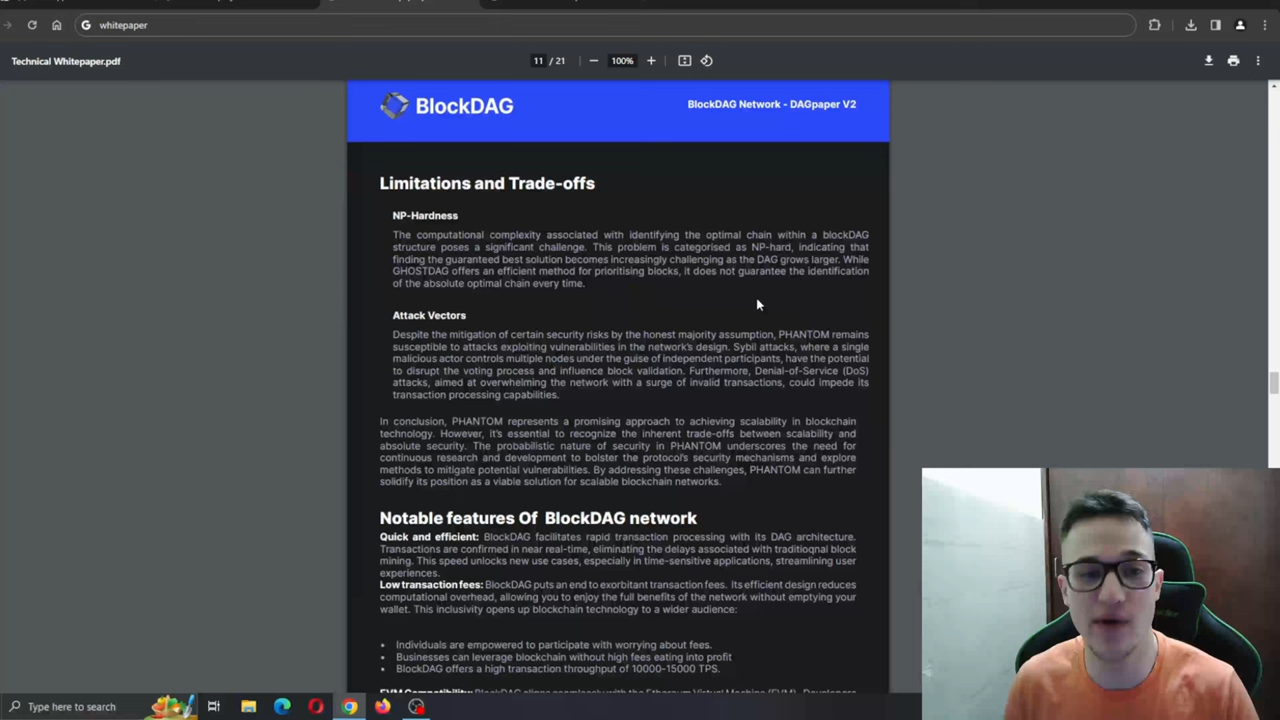 whitepaper
Technical Whitepaper.pdf
11 / 21
100%
BlockDAG
BlockDAG Network - DAGpaper V2
Limitations and Trade-offs
NP-Hardness
The computational complexity associated with identifying the optimal chain within a blockDAG
structure poses a significant challenge. This problem is categorised as NP-hard, indicating that
finding the guaranteed best solution becomes increasingly challenging as the DAG grows larger. While
GHOSTDAG offers an efficient method for prioritising blocks, it does not guarantee the identification
of the absolute optimal chain every time.
Attack Vectors
Despite the mitigation of certain security risks by the honest majority assumption, PHANTOM remains
susceptible to attacks exploiting vulnerabilities in the network's design. Sybil attacks, where a single
malicious actor controls multiple nodes under the guise of independent participants, have the potential
to disrupt the voting process and influence block validation. Furthermore, Denial-of-Service (DoS)
attacks, aimed at overwhelming the network with a surge of invalid transactions, could impede its
transaction processing capabilities.
In conclusion, PHANTOM represents a promising approach to achieving scalability in blockchain
technology. However, it's essential to recognize the inherent trade-offs between scalability and
absolute security. The probabilistic nature of security in PHANTOM underscores the need for
continuous research and development to bolster the protocol's security mechanisms and explore
methods to mitigate potential vulnerabilities. By addressing these challenges, PHANTOM can further
solidify its position as a viable solution for scalable blockchain networks.
Notable features Of BlockDAG network
Quick and efficient: BlockDAG facilitates rapid transaction processing with its DAG architecture.
Transactions are confirmed in near real-time, eliminating the delays associated with traditioqnal block
mining. This speed unlocks new use cases, especially in time-sensitive applications, streamlining user
experiences.
Low transaction fees: BlockDAG puts an end to exorbitant transaction fees. Its efficient design reduces
computational overhead, allowing you to enjoy the full benefits of the network without emptying your
wallet. This inclusivity opens up blockchain technology to a wider audience:
• Individuals are empowered to participate with worrying about fees.
• Businesses can leverage blockchain without high fees eating into profit
• BlockDAG offers a high transaction throughput of 10000-15000 TPS.
EVM Compatibility: BlockDAG aligns seamlessly with the Ethereum Virtual Machine (EVM). Developers
Type here to search